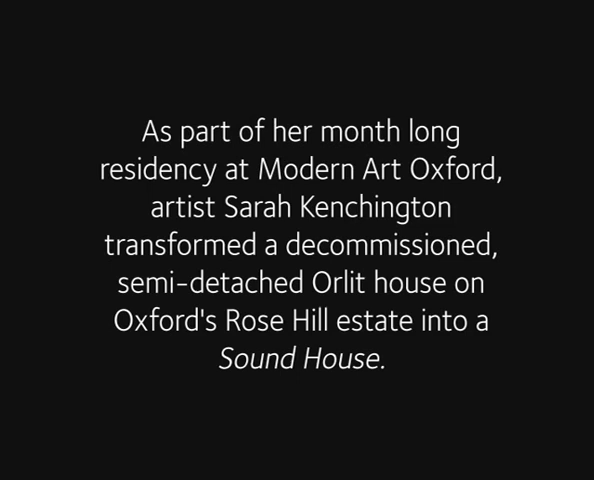 As part of her month long
residency at Modern Art Oxford,
artist Sarah Kenchington
transformed a decommissioned,
semi-detached Orlit house on
Oxford's Rose Hill estate into a
Sound House.